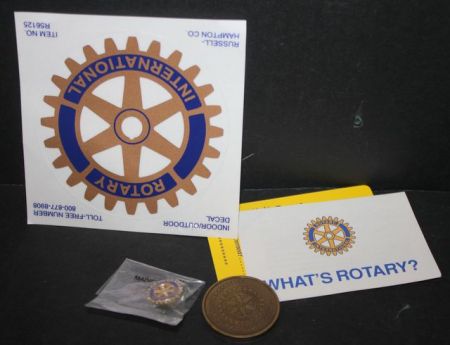 RUSSELL-
HAMPTON CO.
ITEM NO.
R56125
ROTARY
INTERNATIONAL
INDOOR/OUTDOOR
DECAL
TOLL-FREE NUMBER
800-877-8908
WHAT'S ROTARY?